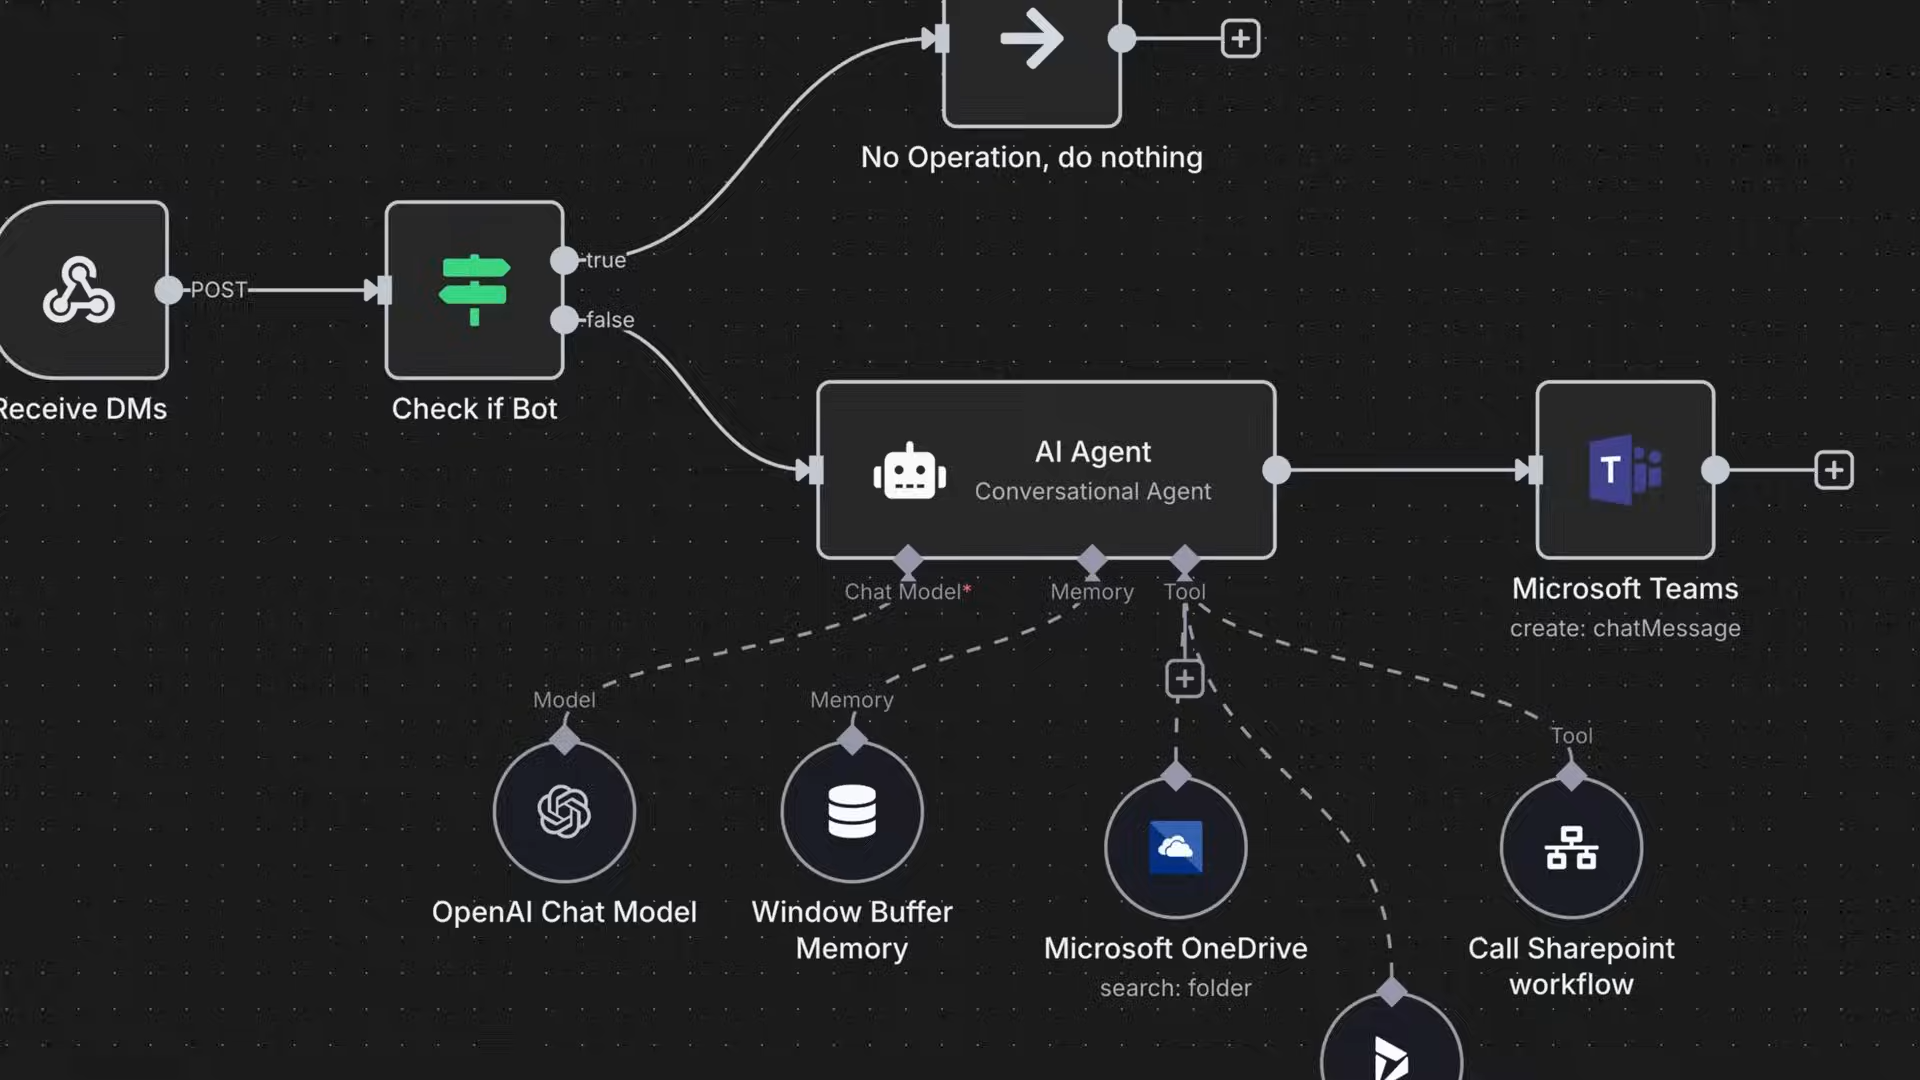 No Operation, do nothing
POST
true
false
Receive DMs
Check if Bot
AI Agent
Conversational Agent
T
Chat Model*
Memory
Tool
Microsoft Teams
create: chatMessage
Model
Memory
Tool
OpenAI Chat Model
Window Buffer
Memory
Microsoft OneDrive
search: folder
Call Sharepoint
workflow